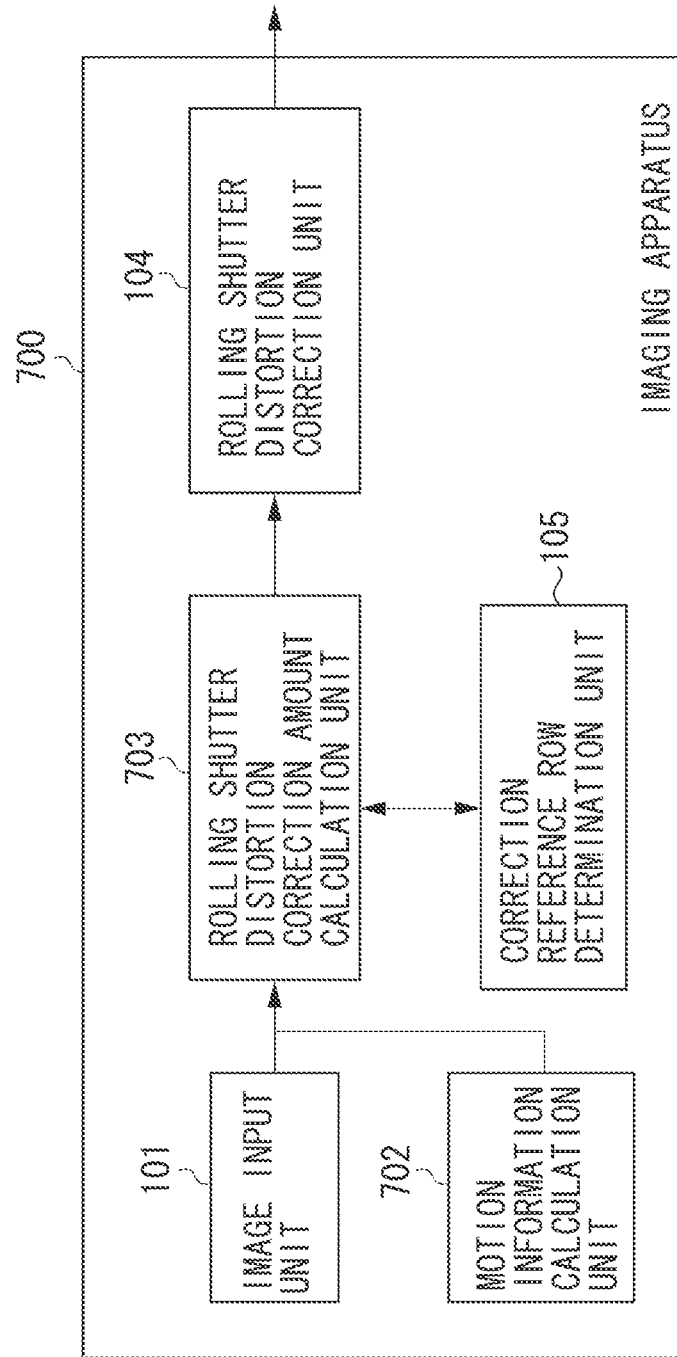 700
101
IMAGE INPUT
UNIT
702
MOTION
INFORMATION
CALCULATION
UNIT
703
ROLLING SHUTTER
DISTORTION
CORRECTION AMOUNT
CALCULATION UNIT
105
CORRECTION
REFERENCE ROW
DETERMINATION UNIT
104
ROLLING SHUTTER
DISTORTION
CORRECTION UNIT
IMAGING APPARATUS